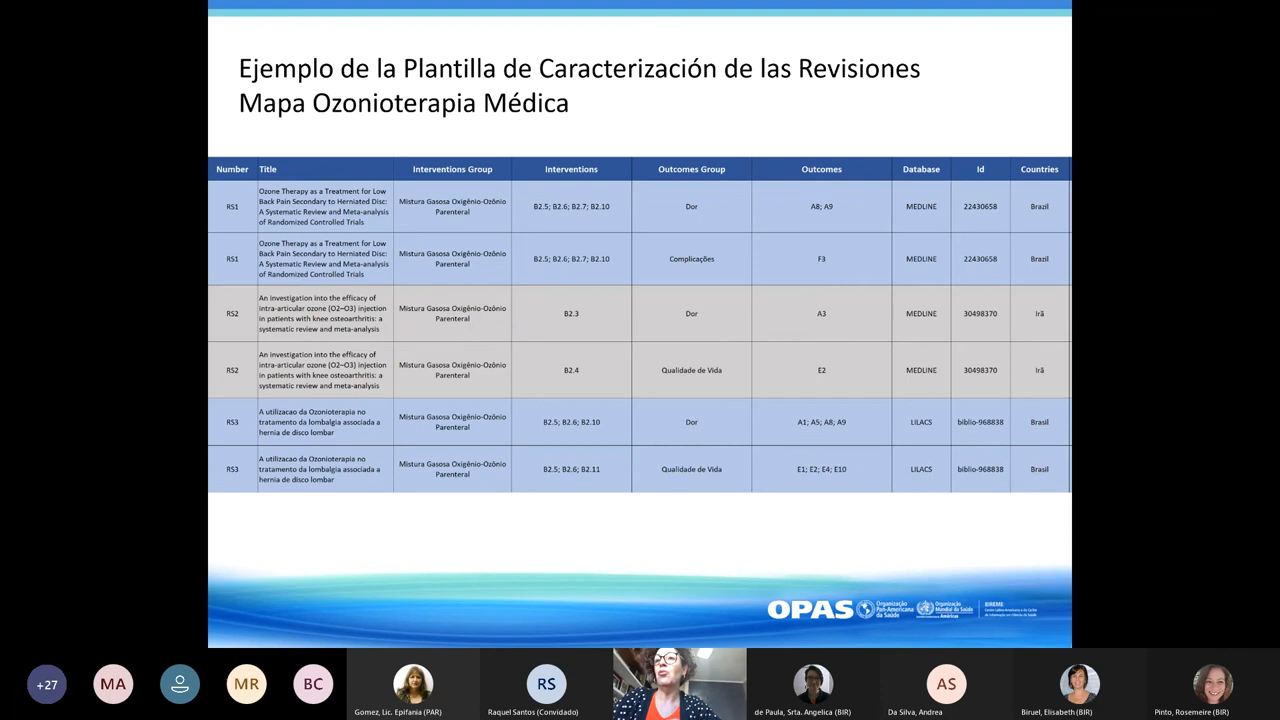 Ejemplo de la Plantilla de Caracterización de las Revisiones
Mapa Ozonioterapia Médica
Number Title Interventions Group Interventions Outcomes Group Outcomes Database Id Countries
RS1
Ozone Therapy as a Treatment for Low
Back Pain Secondary to Herniated Disc:
A Systematic Review and Meta-analysis
of Randomized Controlled Trials
Mistura Gasosa Oxigênio-Ozônio
Parenteral
B2.5; B2.6; B2.7; B2.10
Dor
A8; A9
MEDLINE
22430658
Brazil
RS1
Ozone Therapy as a Treatment for Low
Back Pain Secondary to Herniated Disc:
A Systematic Review and Meta-analysis
of Randomized Controlled Trials
Mistura Gasosa Oxigênio-Ozônio
Parenteral
B2.5; B2.6; B2.7; B2.10
Complicações
F3
MEDLINE
22430658
Brazil
RS2
An investigation into the efficacy of
intra-articular ozone (O2–O3) injection
in patients with knee osteoarthritis: a
systematic review and meta-analysis
Mistura Gasosa Oxigênio-Ozônio
Parenteral
B2.3
Dor
A3
MEDLINE
30498370
Irã
RS2
An investigation into the efficacy of
intra-articular ozone (O2–O3) injection
in patients with knee osteoarthritis: a
systematic review and meta-analysis
Mistura Gasosa Oxigênio-Ozônio
Parenteral
B2.4
Qualidade de Vida
E2
MEDLINE
30498370
Irã
RS3
A utilizacao da Ozonioterapia no
tratamento da lombalgia associada a
hernia de disco lombar
Mistura Gasosa Oxigênio-Ozônio
Parenteral
B2.5; B2.6; B2.10
Dor
A1; A5; A8; A9
LILACS
biblio-968838
Brasil
RS3
A utilizacao da Ozonioterapia no
tratamento da lombalgia associada a
hernia de disco lombar
Mistura Gasosa Oxigênio-Ozônio
Parenteral
B2.5; B2.6; B2.11
Qualidade de Vida
E1; E2; E4; E10
LILACS
biblio-968838
Brasil
OPAS
Organização
Pan-Americana
da Saúde
Organização
Mundial da Saúde
Américas
BIREME
+27
MA
MR
BC
Gomez, Lic. Epifania (PAR)
RS
Raquel Santos (Convidado)
de Paula, Srta. Angelica (BIR)
AS
Da Silva, Andrea
Biruel, Elisabeth (BIR)
Pinto, Rosemeire (BIR)